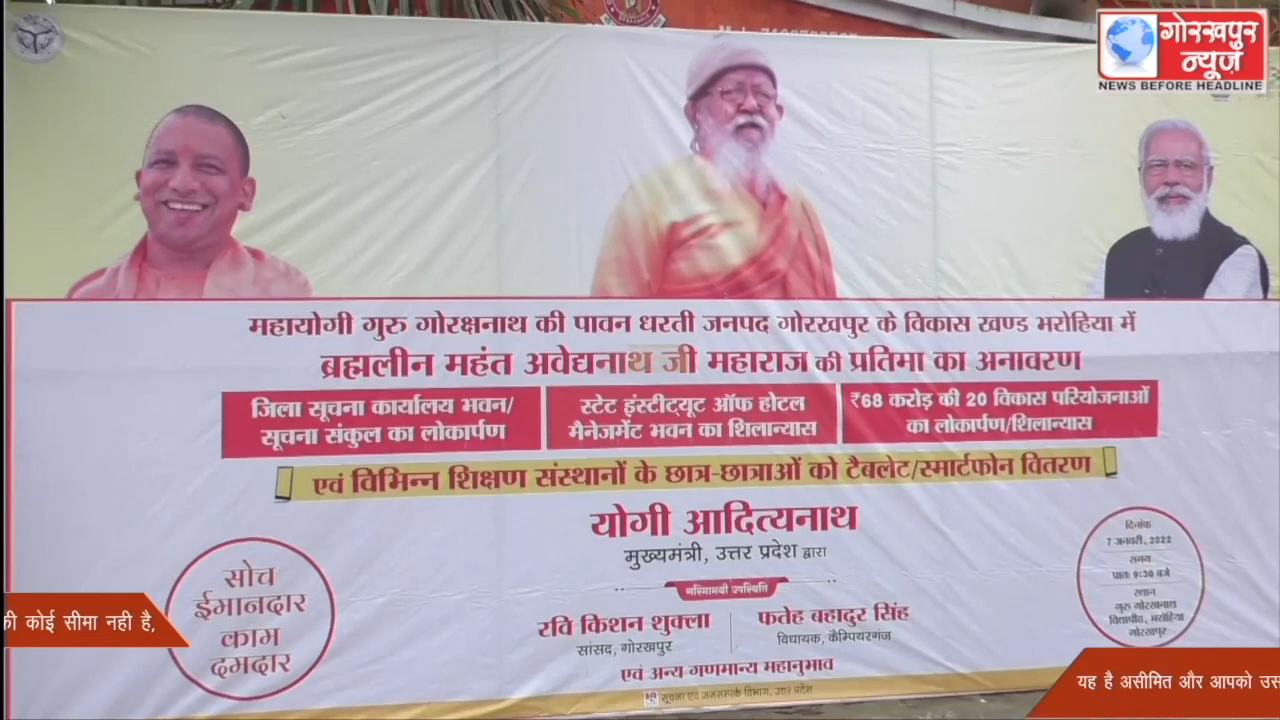 गोरखपुर
न्यूज़
NEWS BEFORE HEADLINE
महायोगी गुरु गोरक्षनाथ की पावन धरती जनपद गोरखपुर के विकास खण्ड भरोहिया में
ब्रह्मलीन महंत अवेद्यनाथ जी महाराज की प्रतिमा का अनावरण
जिला सूचना कार्यालय भवन/
सूचना संकुल का लोकार्पण
स्टेट इंस्टीट्यूट ऑफ होटल
मैनेजमेंट भवन का शिलान्यास
₹68 करोड़ की 20 विकास परियोजनाओं
का लोकार्पण/शिलान्यास
एवं विभिन्न शिक्षण संस्थानों के छात्र-छात्राओं को टैबलेट/स्मार्टफोन वितरण
योगी आदित्यनाथ
मुख्यमंत्री, उत्तर प्रदेश द्वारा
गरिमामयी उपस्थिति
रवि किशन शुक्ला
सांसद, गोरखपुर
फतेह बहादुर सिंह
विधायक, कैम्पियरगंज
एवं अन्य गणमान्य महानुभाव
सूचना एवं जनसम्पर्क विभाग, उत्तर प्रदेश
सोच
ईमानदार
काम
दमदार
दिनांक
7 जनवरी, 2022
समय
प्रातः 9:30 बजे
स्थान
गुरु गोरखनाथ
विद्यापीठ, भरोहिया
गोरखपुर
की कोई सीमा नही है,
यह है असीमित और आपको उस